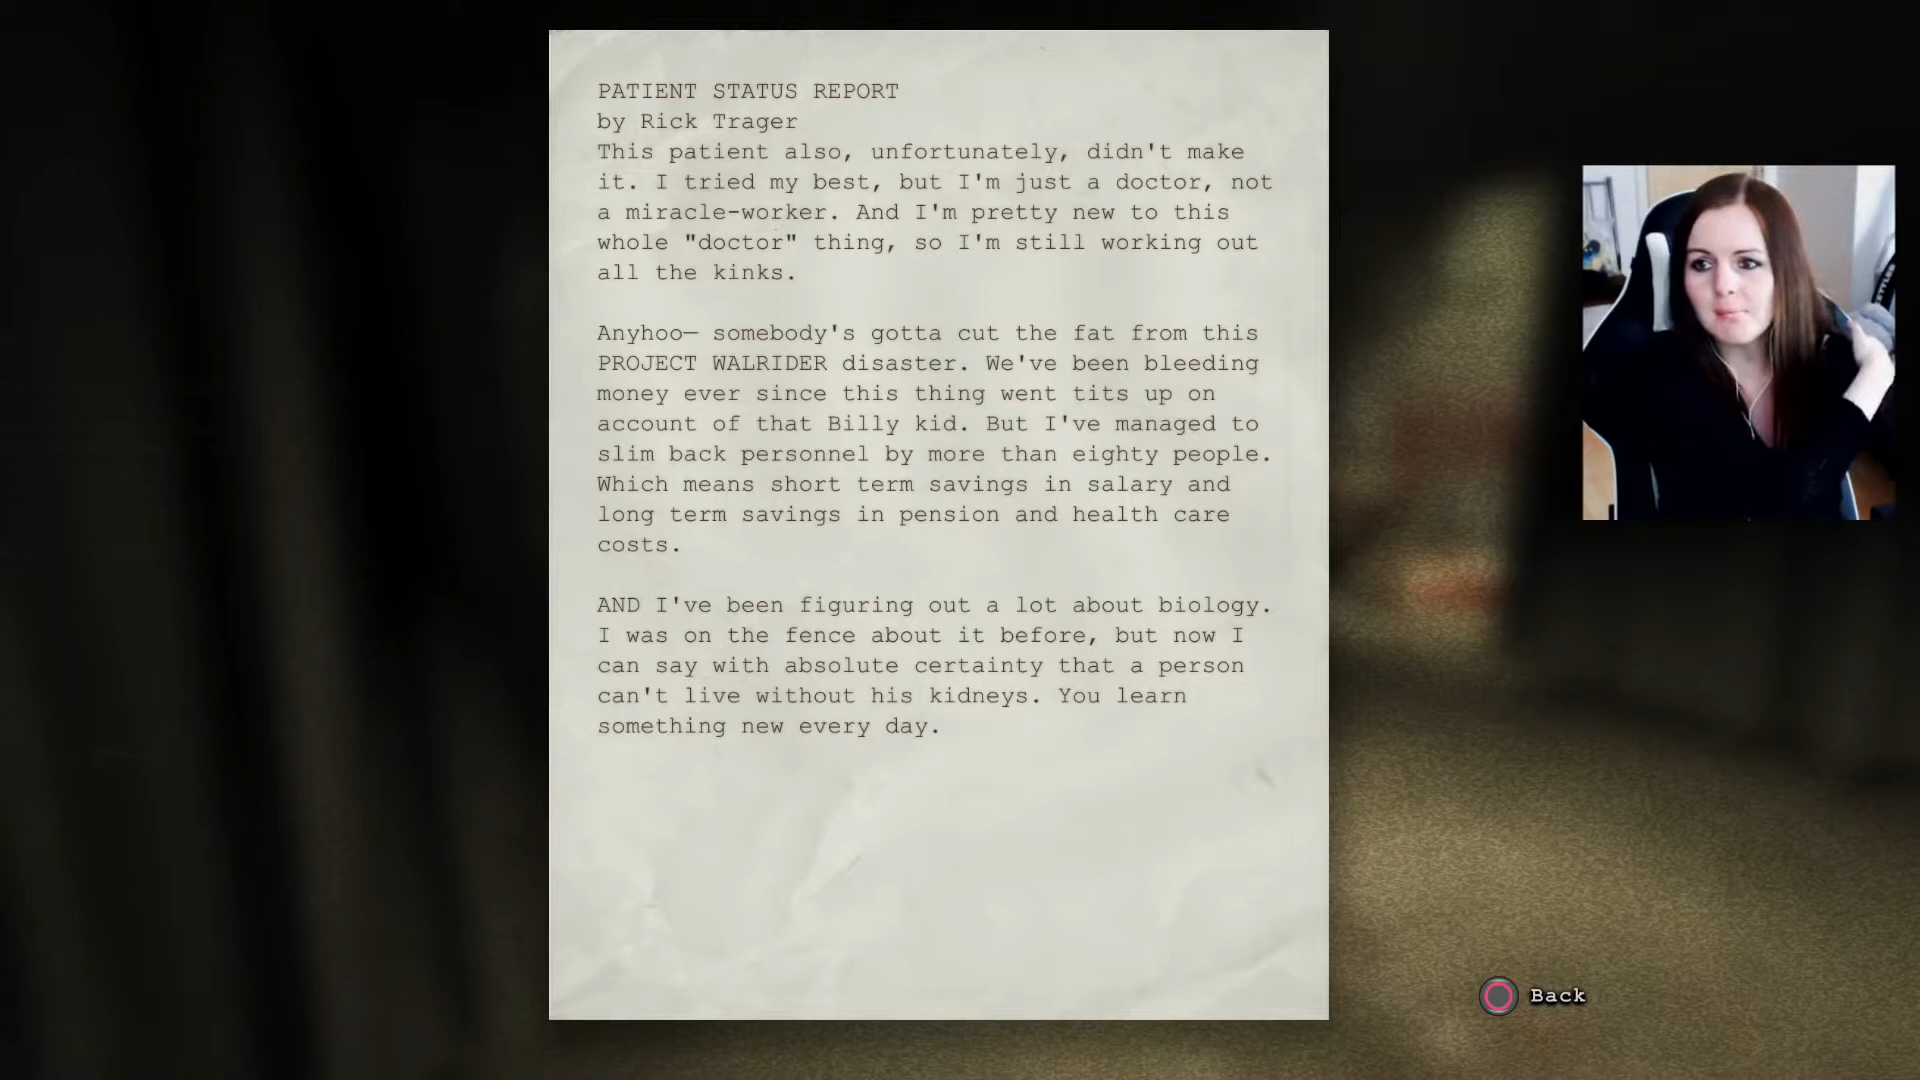 PATIENT STATUS REPORT
by Rick Trager
This patient also, unfortunately, didn't make
it. I tried my best, but I'm just a doctor, not
a miracle-worker. And I'm pretty new to this
whole "doctor" thing, so I'm still working out
all the kinks.
Anyhoo— somebody's gotta cut the fat from this
PROJECT WALRIDER disaster. We've been bleeding
money ever since this thing went tits up on
account of that Billy kid. But I've managed to
slim back personnel by more than eighty people.
Which means short term savings in salary and
long term savings in pension and health care
costs.
AND I've been figuring out a lot about biology.
I was on the fence about it before, but now I
can say with absolute certainty that a person
can't live without his kidneys. You learn
something new every day.
Back